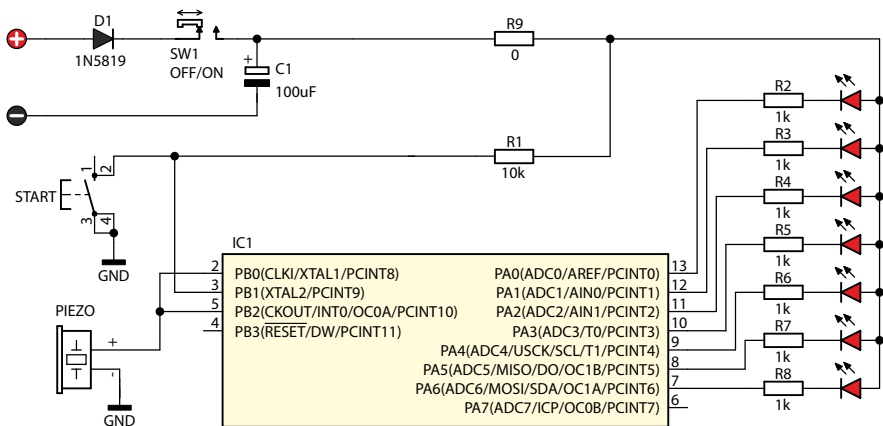 D1
1N5819
SW1
OFF/ON
+
C1
100uF
R9
0
R1
10k
R2
1k
R3
1k
R4
1k
R5
1k
R6
1k
R7
1k
R8
1k
1 2
START
3 4
GND
PIEZO
+
-
GND
IC1
2 PB0(CLKI/XTAL1/PCINT8)
3 PB1(XTAL2/PCINT9)
5 PB2(CKOUT/INT0/OC0A/PCINT10)
4 PB3(RESET/DW/PCINT11)
PA0(ADC0/AREF/PCINT0) 13
PA1(ADC1/AIN0/PCINT1) 12
PA2(ADC2/AIN1/PCINT2) 11
PA3(ADC3/T0/PCINT3) 10
PA4(ADC4/USCK/SCL/T1/PCINT4) 9
PA5(ADC5/MISO/DO/OC1B/PCINT5) 8
PA6(ADC6/MOSI/SDA/OC1A/PCINT6) 7
PA7(ADC7/ICP/OC0B/PCINT7) 6